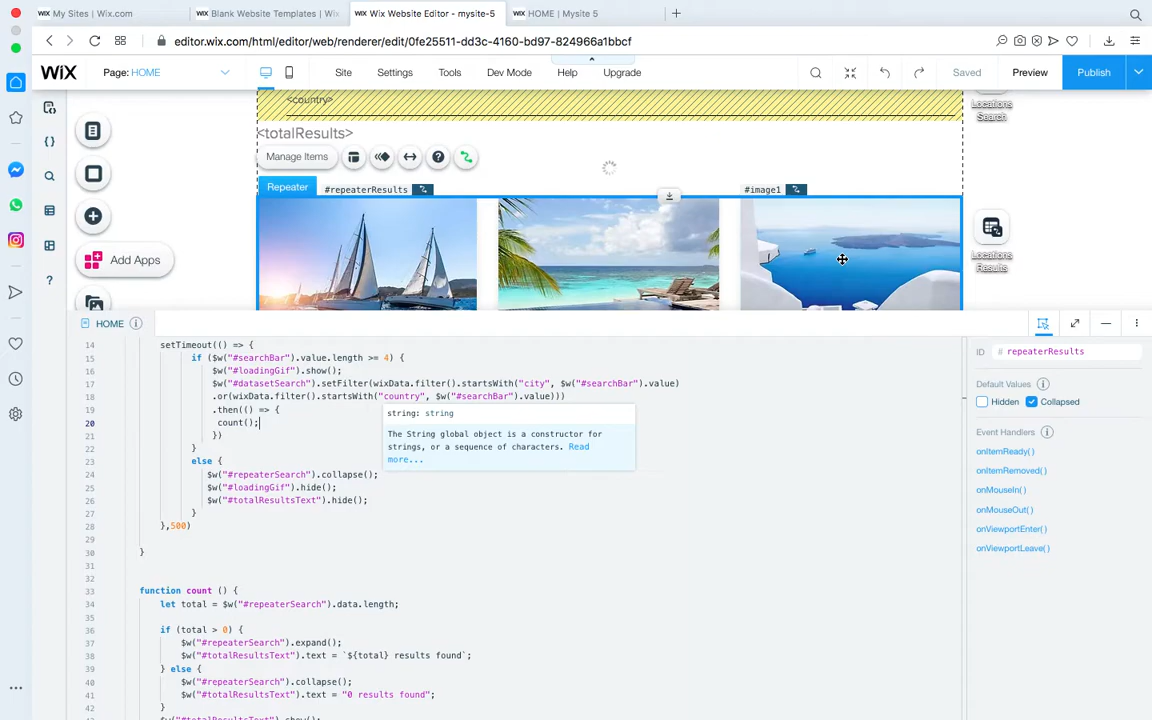 My Sites | Wix.com
Blank Website Templates | Wi
Wix Website Editor - mysite-5
HOME | Mysite 5
editor.wix.com/html/editor/web/renderer/edit/0fe25511-dd3c-4160-bd97-824966a1bbcf
WiX
Page: HOME
Site
Settings
Tools
Dev Mode
Help
Upgrade
Saved
Preview
Publish
<country>
Locations
Search
<totalResults>
Manage Items
Repeater
#repeaterResults
#image1
Add Apps
Locations
Results
HOME
14 setTimeout(() => {
15 if ($w("#searchBar").value.length >= 4) {
16 $w("#loadingGif").show();
17 $w("#datasetSearch").setFilter(wixData.filter().startsWith("city", $w("#searchBar").value)
18 .or(wixData.filter().startsWith("country", $w("#searchBar").value)))
19 .then(() => {
20 count();
21 })
22 }
23 else {
24 $w("#repeaterSearch").collapse();
25 $w("#loadingGif").hide();
26 $w("#totalResultsText").hide();
27 }
28 },500)
29
30 }
31
32
33 function count () {
34 let total = $w("#repeaterSearch").data.length;
35
36 if (total > 0) {
37 $w("#repeaterSearch").expand();
38 $w("#totalResultsText").text = `${total} results found`;
39 } else {
40 $w("#repeaterSearch").collapse();
41 $w("#totalResultsText").text = "0 results found";
42 }
$w("#totalResultsText").show();
string: string
The String global object is a constructor for
strings, or a sequence of characters. Read
more...
ID # repeaterResults
Default Values
Hidden
Collapsed
Event Handlers
onItemReady()
onItemRemoved()
onMouseIn()
onMouseOut()
onViewportEnter()
onViewportLeave()